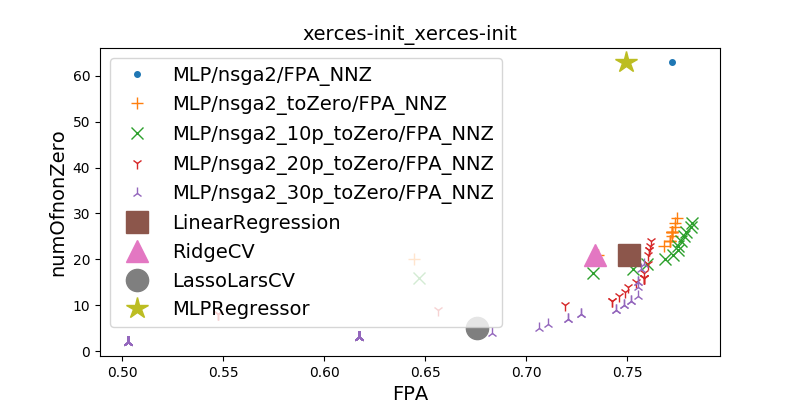 xerces-init_xerces-init
numOfnonZero
60
50
40
30
20
10
0
MLP/nsga2/FPA_NNZ
MLP/nsga2_toZero/FPA_NNZ
MLP/nsga2_10p_toZero/FPA_NNZ
MLP/nsga2_20p_toZero/FPA_NNZ
MLP/nsga2_30p_toZero/FPA_NNZ
LinearRegression
RidgeCV
LassoLarsCV
MLPRegressor
0.50 0.55 0.60 0.65 0.70 0.75
FPA